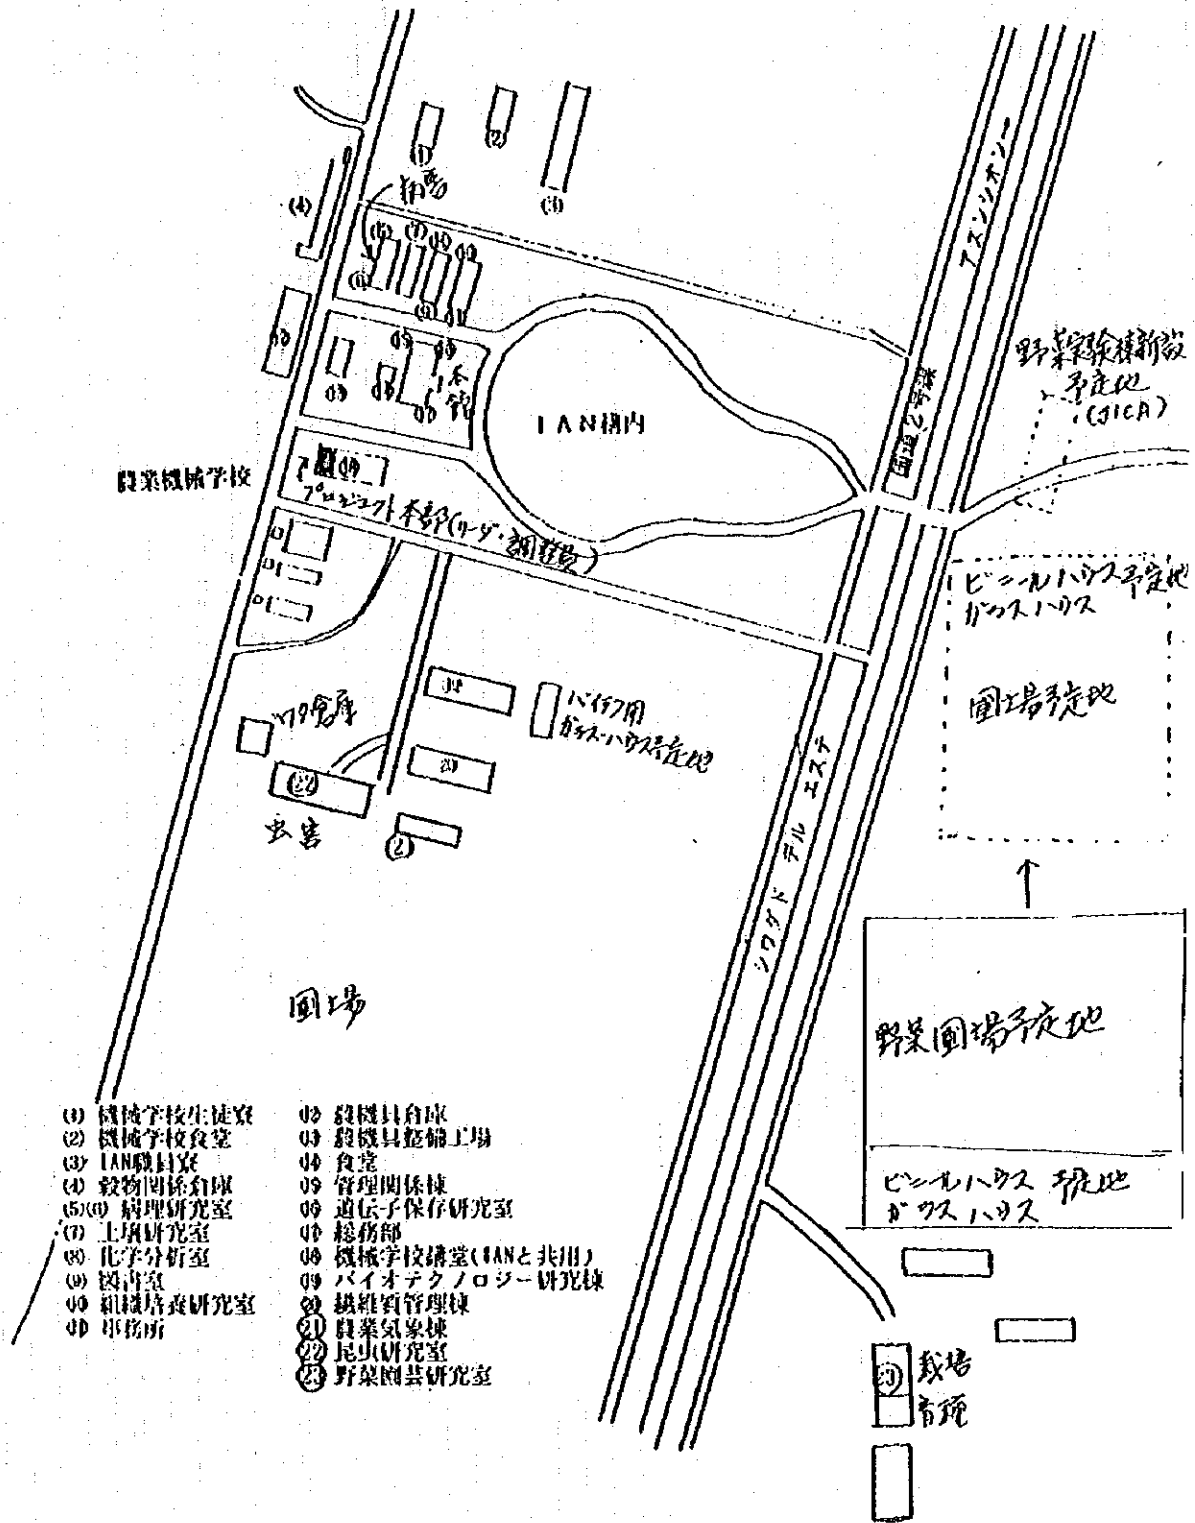 (1)
(2)
(3)
病害
(4)
アスンシオンー
野菜実験棟新設
予定地
(JICA)
本館
IAN構内
国道2号線
農業機械学校
プロジェクト本部(リーダ・調整員)
ビニールハウス予定地
ガラスハウス
圃場予定地
ワタ倉庫
バイテク用
ガラスハウス予定地
22
虫害
21
シウダド デル エステ
圃場
野菜圃場予定地
ビニールハウス 予定地
ガラスハウス
栽培
育種
(1) 機械学校生徒寮
(2) 機械学校食堂
(3) IAN職員寮
(4) 穀物関係倉庫
(5)(6) 病理研究室
(7) 土壌研究室
(8) 化学分析室
(9) 図書室
(10) 組織培養研究室
(11) 事務所
(12) 農機具倉庫
(13) 農機具整備工場
(14) 食堂
(15) 管理関係棟
(16) 遺伝子保存研究室
(17) 総務部
(18) 機械学校講堂(IANと共用)
(19) バイオテクノロジー研究棟
(20) 繊維質管理棟
21 農業気象棟
22 昆虫研究室
23 野菜園芸研究室